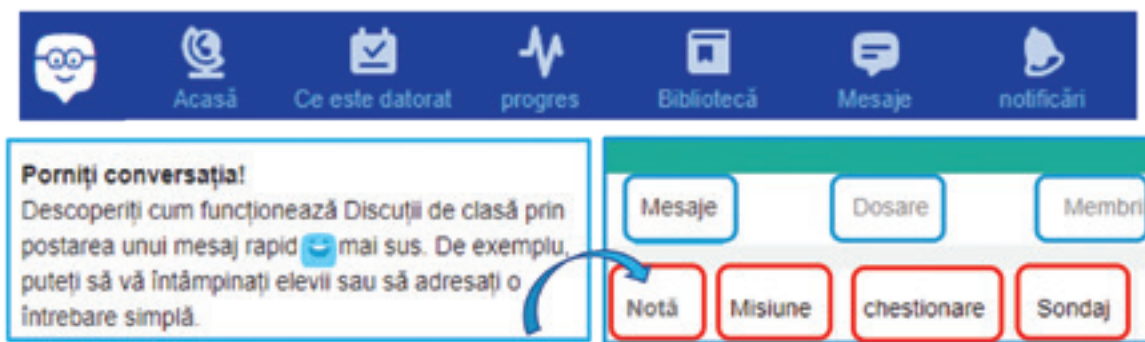 Acasă Ce este datorat progres Bibliotecă Mesaje notificări
Porniți conversația!
Descoperiți cum funcționează Discuții de clasă prin
postarea unui mesaj rapid mai sus. De exemplu,
puteți să vă întâmpinați elevii sau să adresați o
întrebare simplă.
Mesaje Dosare Membri
Notă Misiune chestionare Sondaj